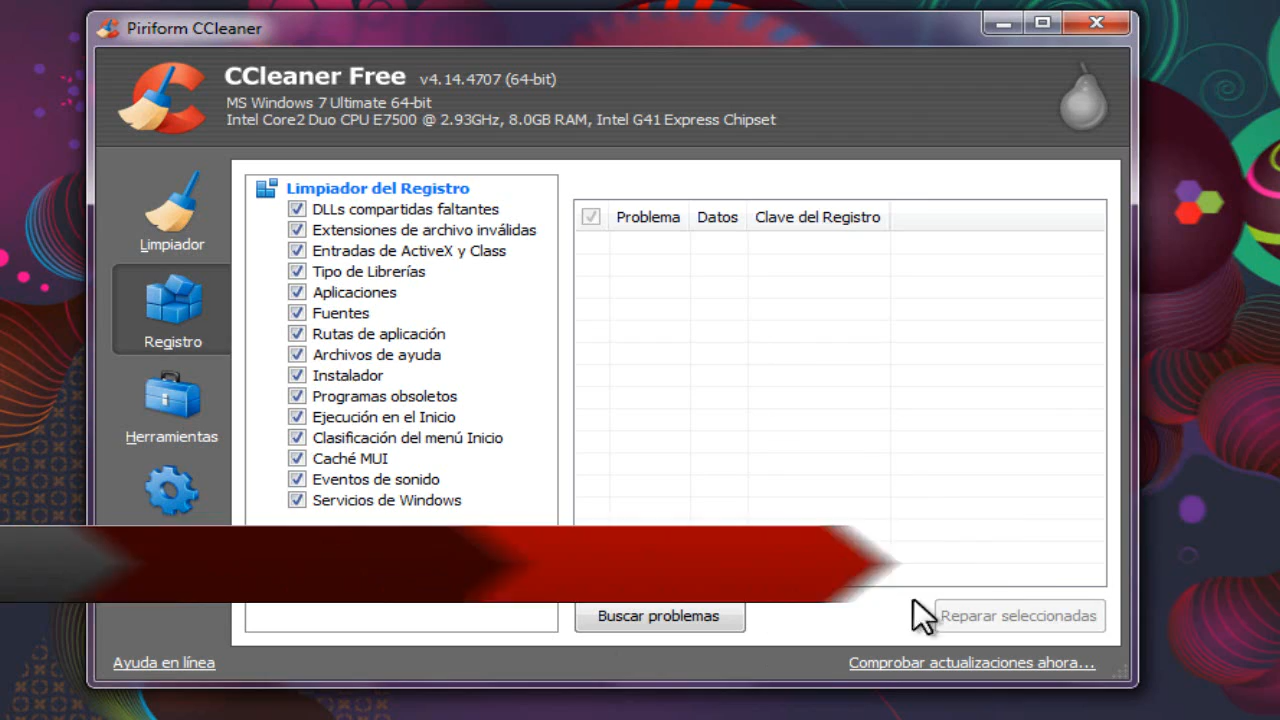 Piriform CCleaner
CCleaner Free v4.14.4707 (64-bit)
MS Windows 7 Ultimate 64-bit
Intel Core2 Duo CPU E7500 @ 2.93GHz, 8.0GB RAM, Intel G41 Express Chipset
Limpiador
Registro
Herramientas
Limpiador del Registro
DLLs compartidas faltantes
Extensiones de archivo inválidas
Entradas de ActiveX y Class
Tipo de Librerías
Aplicaciones
Fuentes
Rutas de aplicación
Archivos de ayuda
Instalador
Programas obsoletos
Ejecución en el Inicio
Clasificación del menú Inicio
Caché MUI
Eventos de sonido
Servicios de Windows
Problema Datos Clave del Registro
Buscar problemas
Reparar seleccionadas
Ayuda en línea
Comprobar actualizaciones ahora...